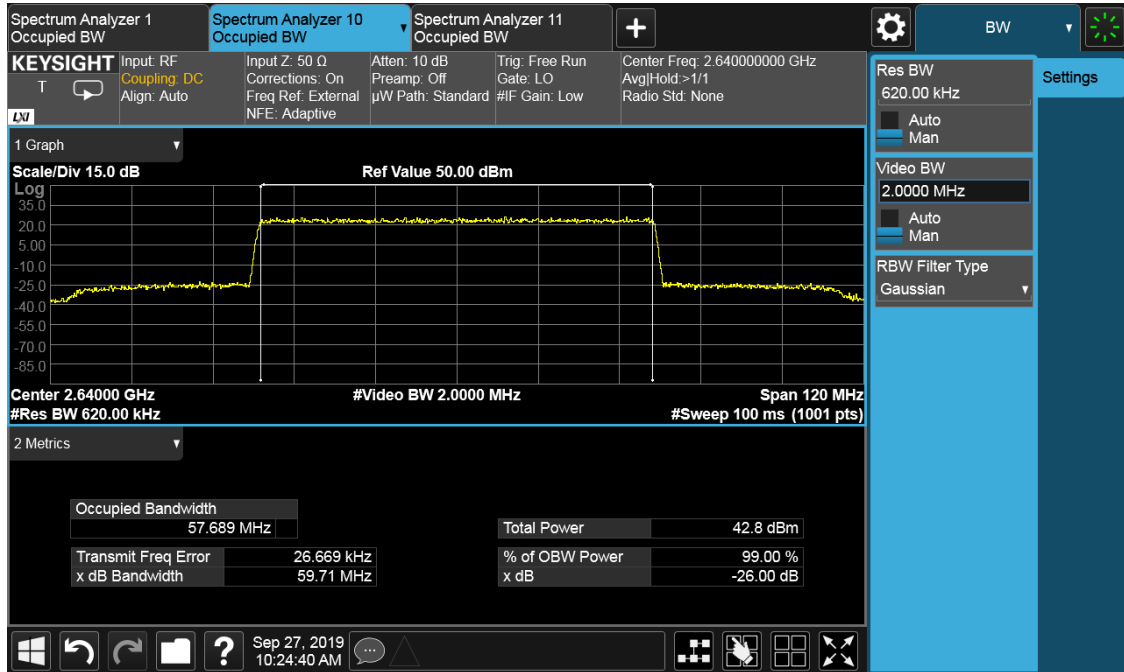 Spectrum Analyzer 1
Occupied BW
Spectrum Analyzer 10
Occupied BW
Spectrum Analyzer 11
Occupied BW
BW
KEYSIGHT
T
LXI
Input: RF
Coupling: DC
Align: Auto
Input Z: 50 Ω
Corrections: On
Freq Ref: External
NFE: Adaptive
Atten: 10 dB
Preamp: Off
µW Path: Standard
Trig: Free Run
Gate: LO
#IF Gain: Low
Center Freq: 2.640000000 GHz
Avg|Hold:>1/1
Radio Std: None
Res BW
620.00 kHz
Auto
Man
Settings
Video BW
2.0000 MHz
Auto
Man
RBW Filter Type
Gaussian
1 Graph
Scale/Div 15.0 dB
Ref Value 50.00 dBm
Log
35.0
20.0
5.00
-10.0
-25.0
-40.0
-55.0
-70.0
-85.0
Center 2.64000 GHz
#Video BW 2.0000 MHz
Span 120 MHz
#Res BW 620.00 kHz
#Sweep 100 ms (1001 pts)
2 Metrics
Occupied Bandwidth
57.689 MHz
Total Power 42.8 dBm
Transmit Freq Error 26.669 kHz
% of OBW Power 99.00 %
x dB Bandwidth 59.71 MHz
x dB -26.00 dB
?
Sep 27, 2019
10:24:40 AM